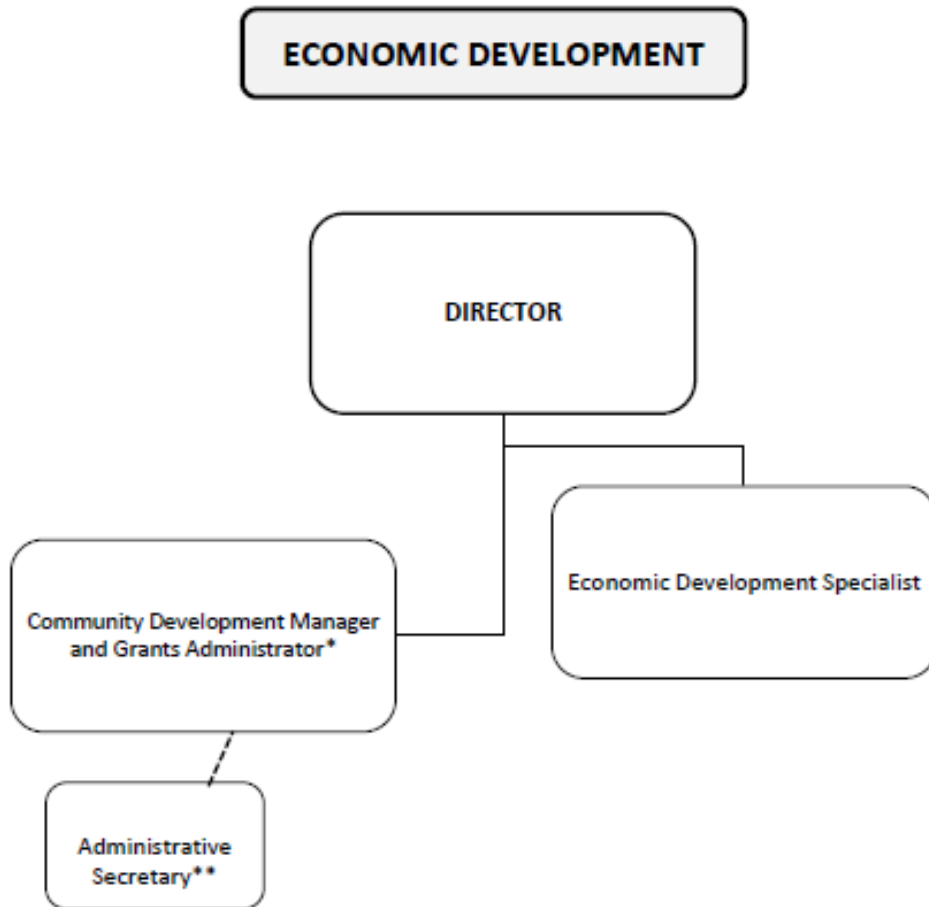 ECONOMIC DEVELOPMENT
DIRECTOR
Economic Development Specialist
Community Development Manager
and Grants Administrator*
Administrative
Secretary**